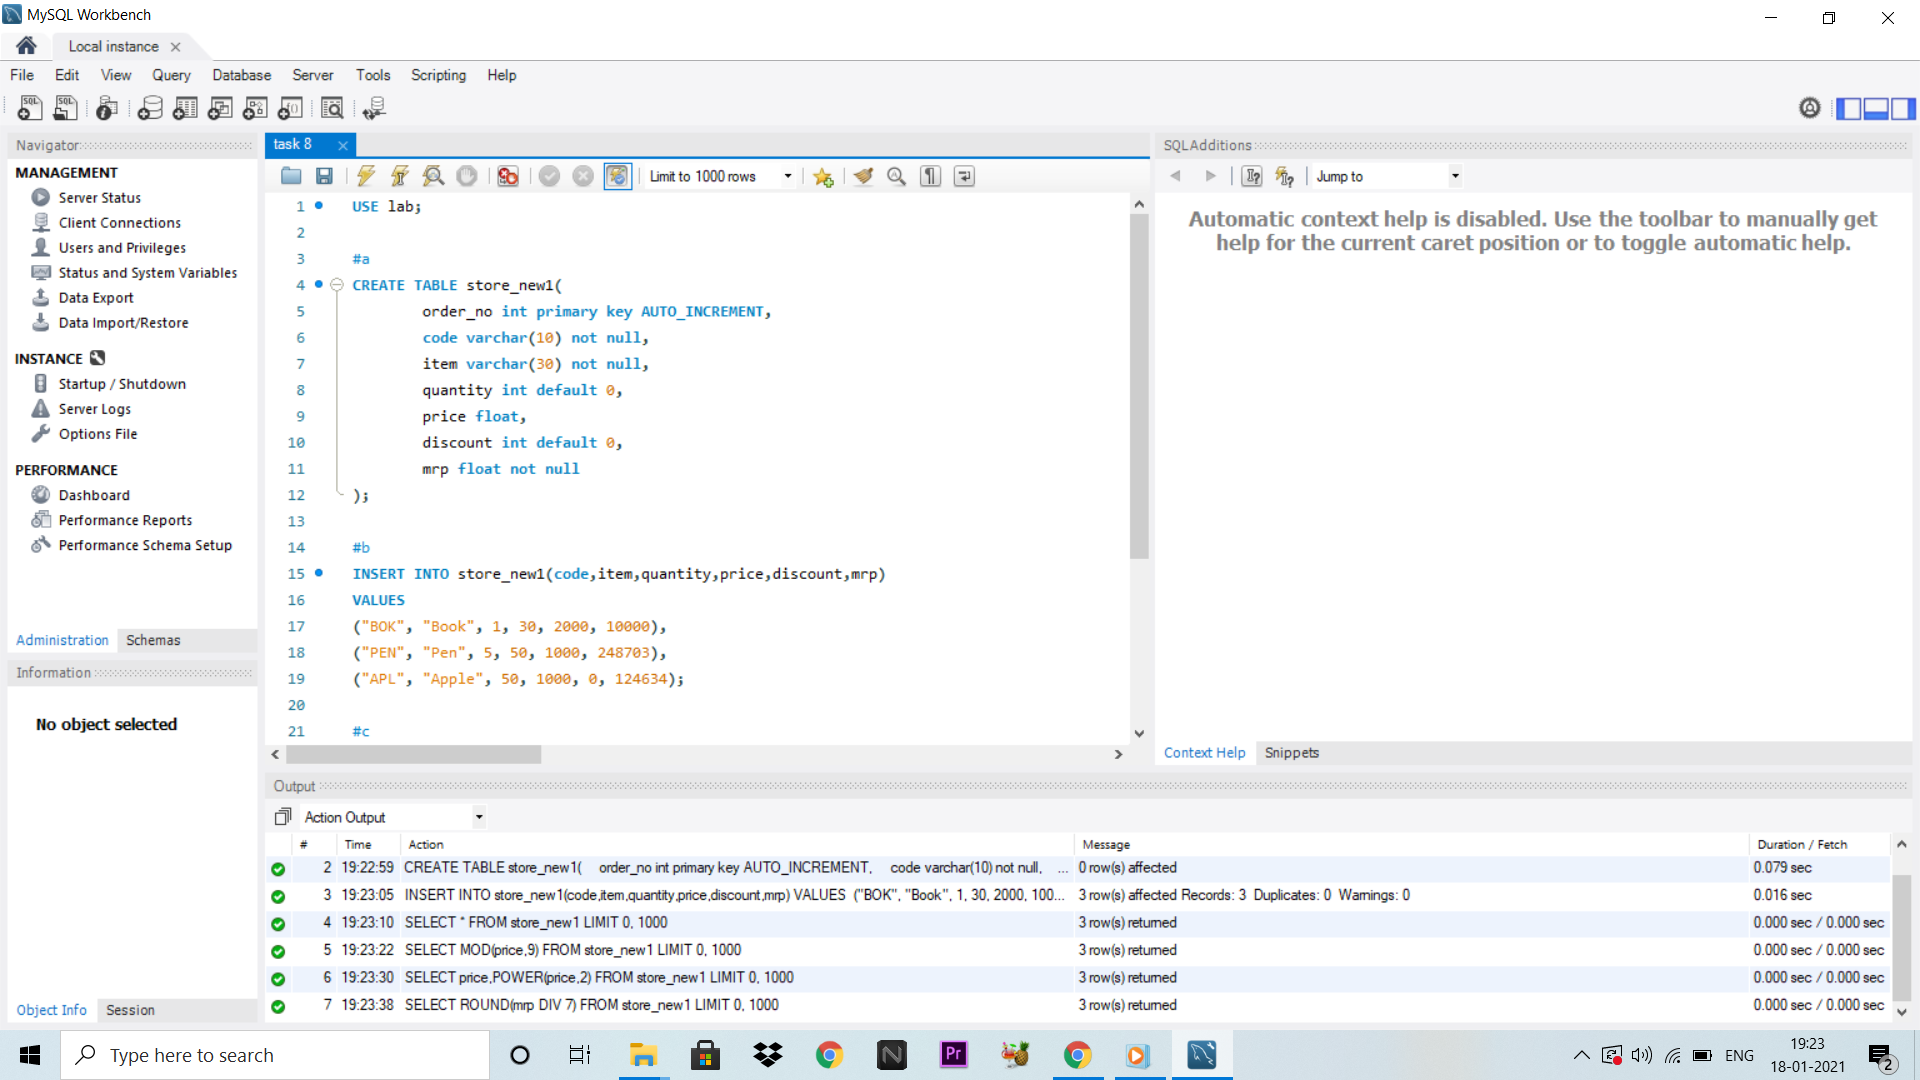 MySQL Workbench
Local instance
File Edit View Query Database Server Tools Scripting Help
Navigator
MANAGEMENT
Server Status
Client Connections
Users and Privileges
Status and System Variables
Data Export
Data Import/Restore
INSTANCE
Startup / Shutdown
Server Logs
Options File
PERFORMANCE
Dashboard
Performance Reports
Performance Schema Setup
Administration Schemas
Information
No object selected
Object Info Session
task 8
Limit to 1000 rows
1 USE lab;
2
3 #a
4 CREATE TABLE store_new1(
5 order_no int primary key AUTO_INCREMENT,
6 code varchar(10) not null,
7 item varchar(30) not null,
8 quantity int default 0,
9 price float,
10 discount int default 0,
11 mrp float not null
12 );
13
14 #b
15 INSERT INTO store_new1(code,item,quantity,price,discount,mrp)
16 VALUES
17 ("BOK", "Book", 1, 30, 2000, 10000),
18 ("PEN", "Pen", 5, 50, 1000, 248703),
19 ("APL", "Apple", 50, 1000, 0, 124634);
20
21 #c
SQLAdditions
Jump to
Automatic context help is disabled. Use the toolbar to manually get
help for the current caret position or to toggle automatic help.
Context Help Snippets
Output
Action Output
# Time Action Message Duration / Fetch
2 19:22:59 CREATE TABLE store_new1( order_no int primary key AUTO_INCREMENT, code varchar(10) not null, ... 0 row(s) affected 0.079 sec
3 19:23:05 INSERT INTO store_new1(code,item,quantity,price,discount,mrp) VALUES ("BOK", "Book", 1, 30, 2000, 100... 3 row(s) affected Records: 3 Duplicates: 0 Warnings: 0 0.016 sec
4 19:23:10 SELECT * FROM store_new1 LIMIT 0, 1000 3 row(s) returned 0.000 sec / 0.000 sec
5 19:23:22 SELECT MOD(price,9) FROM store_new1 LIMIT 0, 1000 3 row(s) returned 0.000 sec / 0.000 sec
6 19:23:30 SELECT price,POWER(price,2) FROM store_new1 LIMIT 0, 1000 3 row(s) returned 0.000 sec / 0.000 sec
7 19:23:38 SELECT ROUND(mrp DIV 7) FROM store_new1 LIMIT 0, 1000 3 row(s) returned 0.000 sec / 0.000 sec
Type here to search
Pr
ENG
19:23
18-01-2021
2